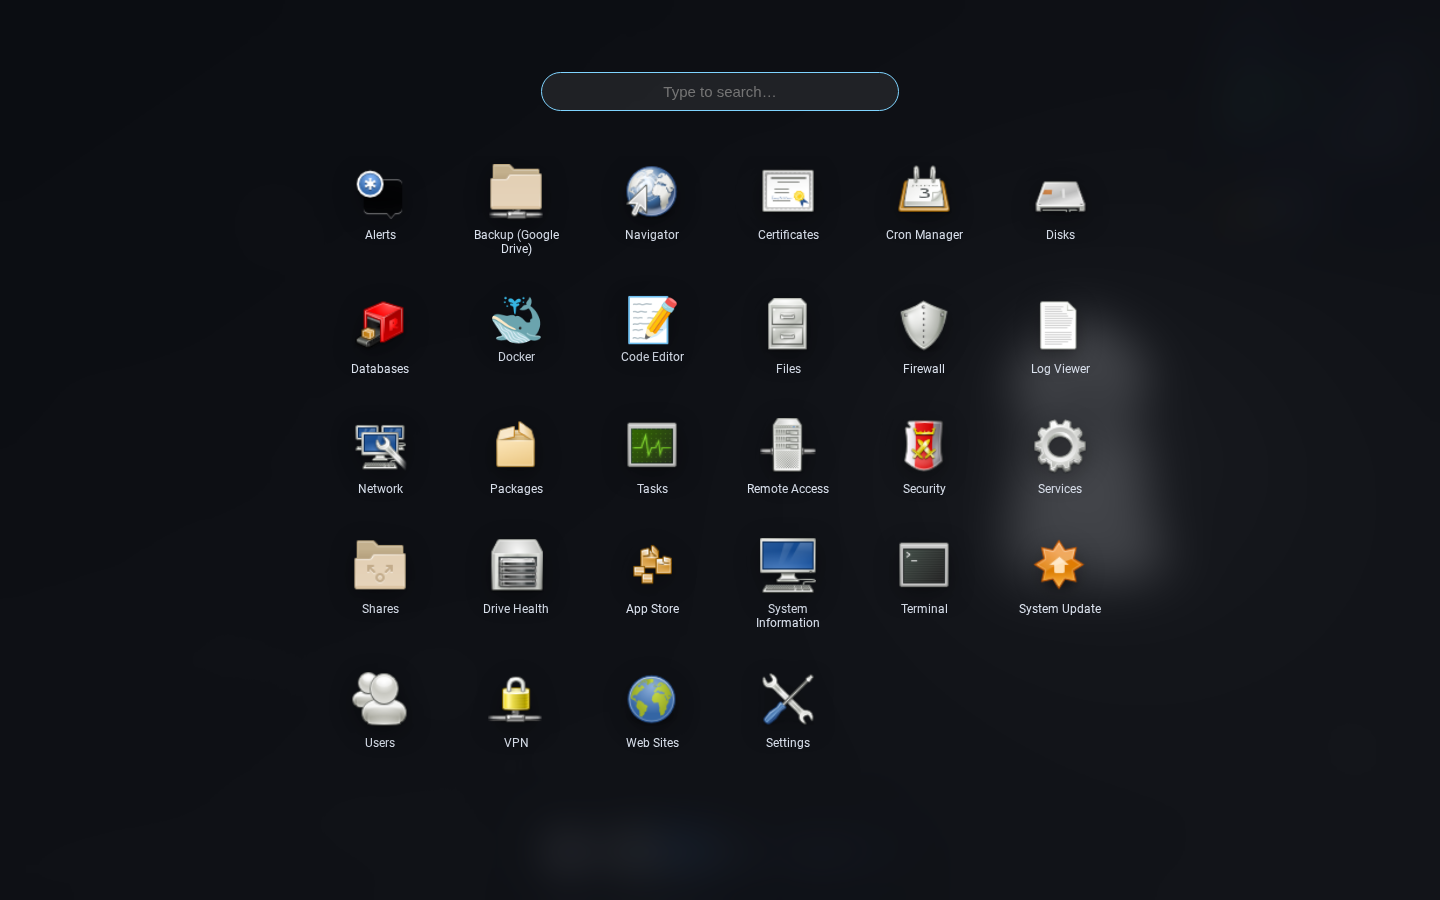 Type to search…
Alerts
Backup (Google
Drive)
Navigator
Certificates
Cron Manager
3
Disks
Databases
Docker
Code Editor
Files
Firewall
Log Viewer
Network
Packages
Tasks
Remote Access
Security
Services
Shares
Drive Health
App Store
System
Information
>_
Terminal
System Update
Users
VPN
Web Sites
Settings